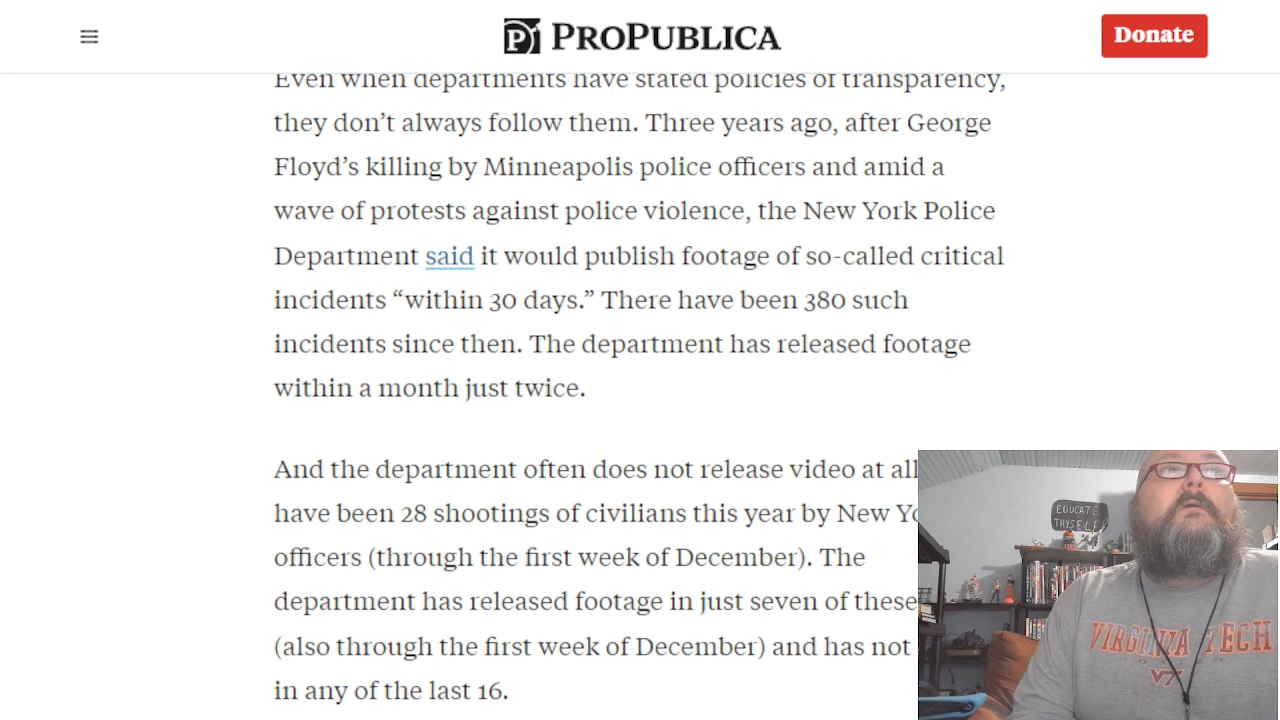 PROPUBLICA
Donate
Even when departments have stated policies of transparency,
they don’t always follow them. Three years ago, after George
Floyd’s killing by Minneapolis police officers and amid a
wave of protests against police violence, the New York Police
Department said it would publish footage of so-called critical
incidents “within 30 days.” There have been 380 such
incidents since then. The department has released footage
within a month just twice.
And the department often does not release video at all
have been 28 shootings of civilians this year by New
officers (through the first week of December). The
department has released footage in just seven of these
(also through the first week of December) and has not
in any of the last 16.
EDUCATE
THYSELF
VIRGINIA TECH
VT